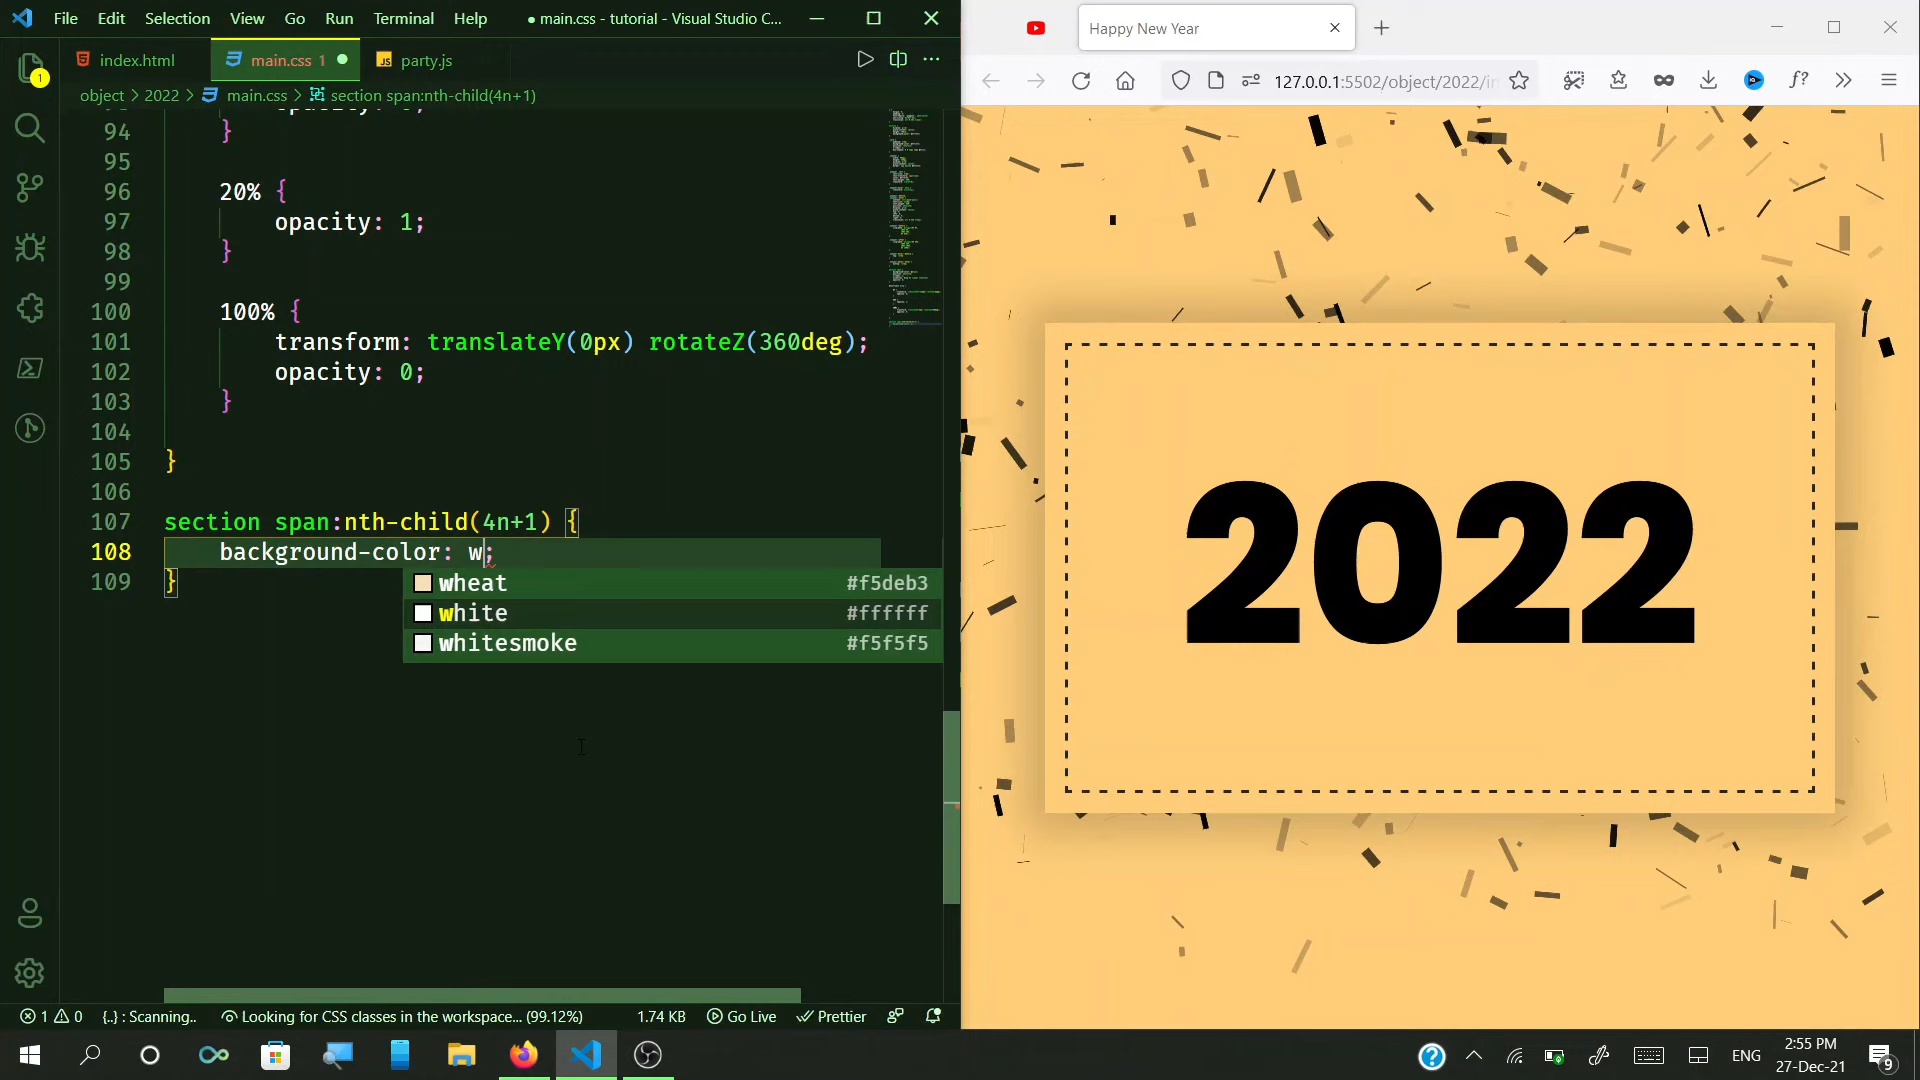 File Edit Selection View Go Run Terminal Help
● main.css - tutorial - Visual Studio C...
index.html
main.css 1
JS party.js
object > 2022 > main.css > section span:nth-child(4n+1)
94 }
95
96 20% {
97 opacity: 1;
98 }
99
100 100% {
101 transform: translateY(0px) rotateZ(360deg);
102 opacity: 0;
103 }
104
105 }
106
107 section span:nth-child(4n+1) {
108 background-color: w;
109 }
wheat #f5deb3
white #ffffff
whitesmoke #f5f5f5
1
1 0 {..} : Scanning.. Looking for CSS classes in the workspace... (99.12%) 1.74 KB Go Live Prettier
Happy New Year
127.0.0.1:5502/object/2022/in
f?
2022
ENG
2:55 PM
27-Dec-21
9